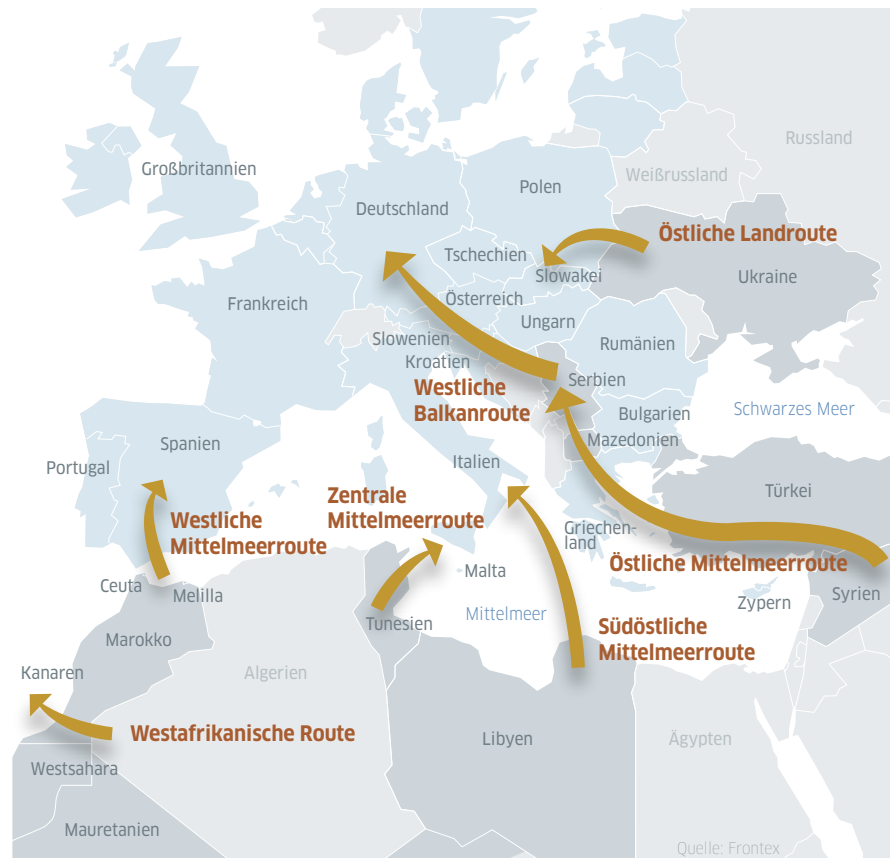 Russland
Großbritannien
Weißrussland
Polen
Deutschland
Östliche Landroute
Tschechien
Slowakei
Ukraine
Frankreich
Österreich
Ungarn
Slowenien
Rumänien
Kroatien
Serbien
Westliche
Balkanroute
Bulgarien
Schwarzes Meer
Mazedonien
Spanien
Portugal
Italien
Türkei
Zentrale
Mittelmeerroute
Westliche
Mittelmeerroute
Griechen-
land
Östliche Mittelmeerroute
Malta
Ceuta
Melilla
Zypern
Syrien
Mittelmeer
Tunesien
Südöstliche
Mittelmeerroute
Marokko
Kanaren
Algerien
Westafrikanische Route
Libyen
Ägypten
Westsahara
Mauretanien
Quelle: Frontex